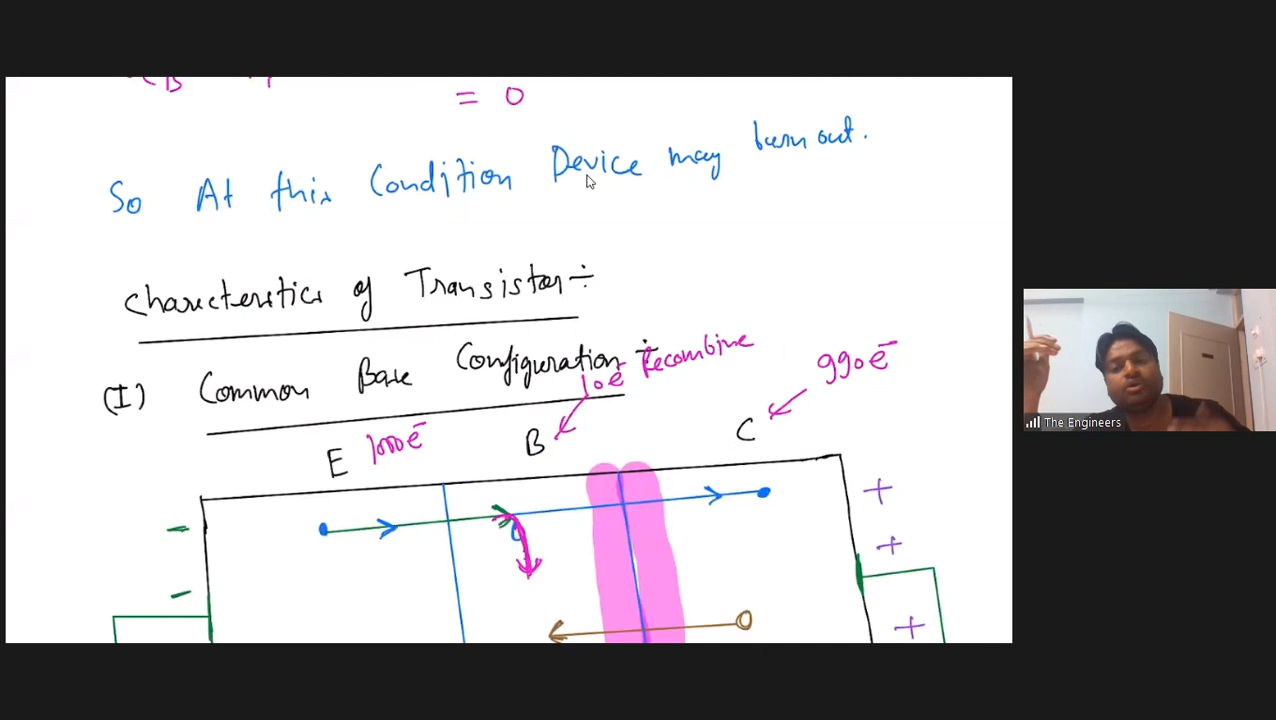 = 0
So At this Condition Device may burn out.
Characteristics of Transistor ÷
(I) Common Base Configuration ÷
10e⁻ Recombine
990e⁻
E 1000e⁻ B C
- +
- +
+
The Engineers